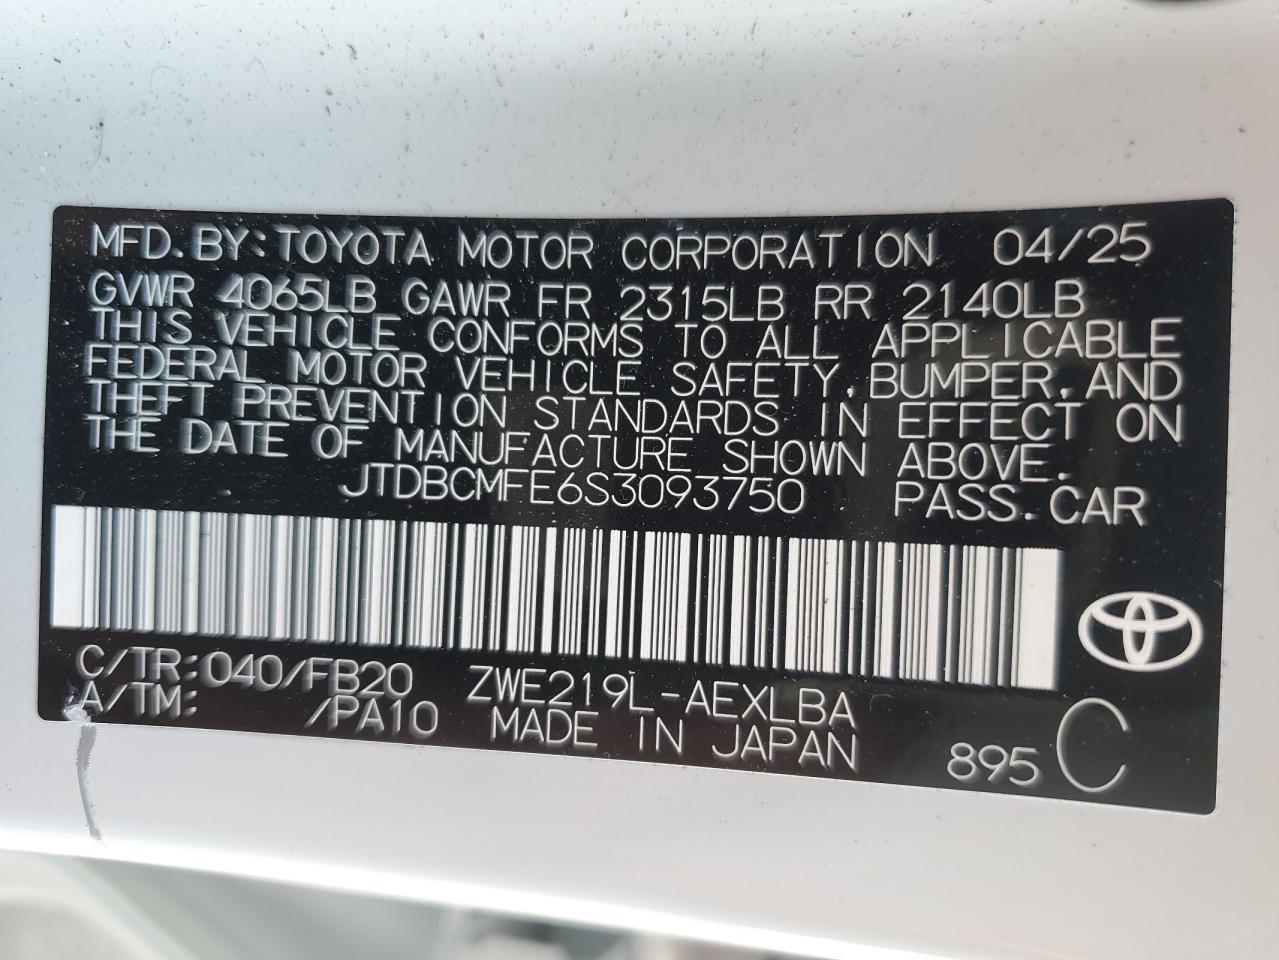 MFD. BY: TOYOTA MOTOR CORPORATION 04/25
GVWR 4065LB GAWR FR 2315LB RR 2140LB
THIS VEHICLE CONFORMS TO ALL APPLICABLE
FEDERAL MOTOR VEHICLE SAFETY, BUMPER, AND
THEFT PREVENTION STANDARDS IN EFFECT ON
THE DATE OF MANUFACTURE SHOWN ABOVE.
JTDBCMFE6S3093750 PASS. CAR
C/TR: 040/FB20 ZWE219L-AEXLBA
A/TM: /PA10 MADE IN JAPAN 895 C